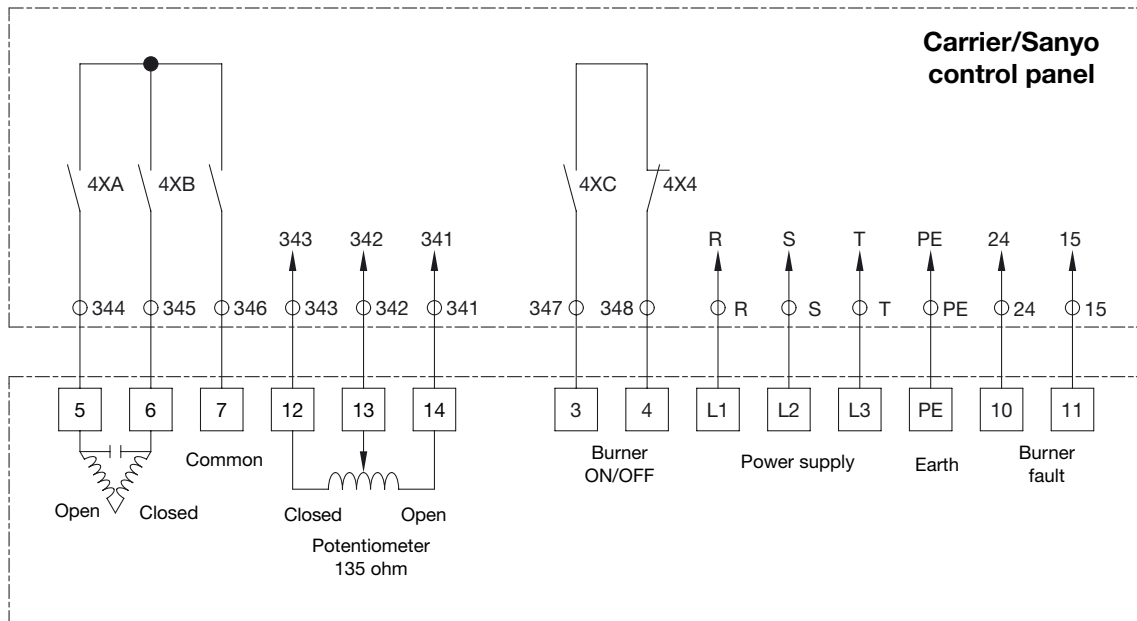 Carrier/Sanyo
control panel
4XA 4XB 4XC 4X4
343 342 341 R S T PE 24 15
344 345 346 343 342 341 347 348 R S T PE 24 15
5 6 7 12 13 14 3 4 L1 L2 L3 PE 10 11
Common Burner Power supply Earth Burner
ON/OFF fault
Open Closed Closed Open
Potentiometer
135 ohm